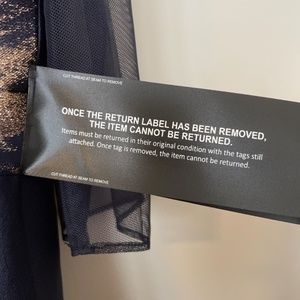 CUT THREAD AT SEAM TO REMOVE
ONCE THE RETURN LABEL HAS BEEN REMOVED,
THE ITEM CANNOT BE RETURNED.
Items must be returned in their original condition with the tags still
attached. Once tag is removed, the item cannot be returned.
CUT THREAD AT SEAM TO REMOVE